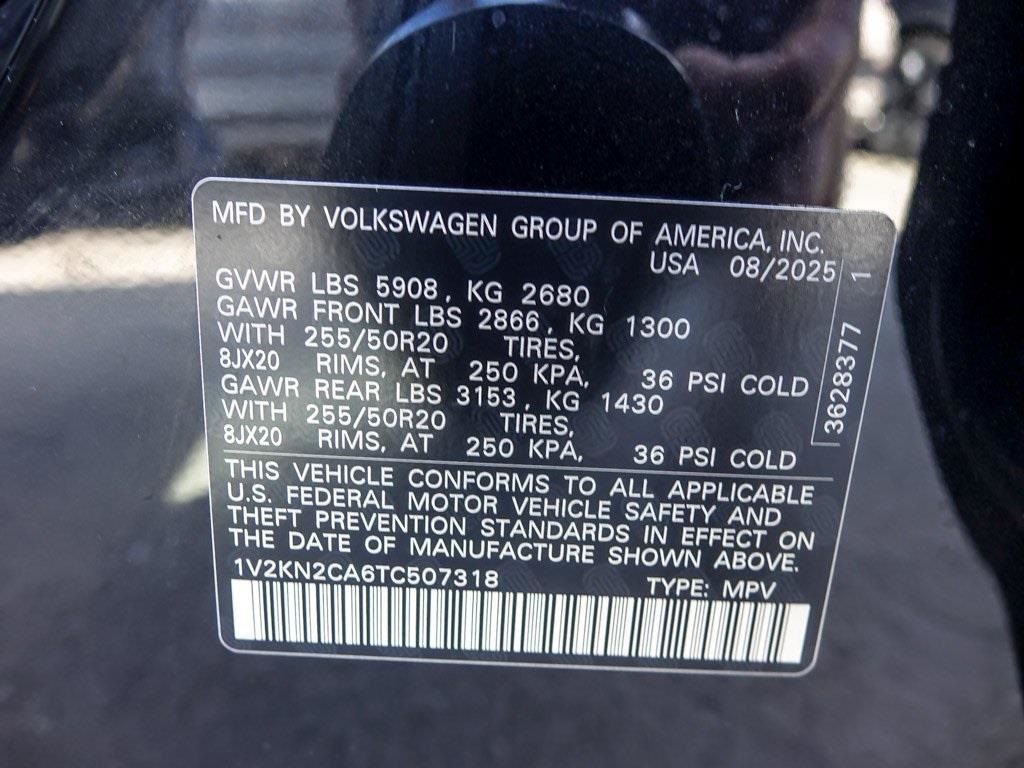 MFD BY VOLKSWAGEN GROUP OF AMERICA, INC.
USA 08/2025
GVWR LBS 5908, KG 2680
GAWR FRONT LBS 2866, KG 1300
WITH 255/50R20 TIRES,
8JX20 RIMS, AT 250 KPA, 36 PSI COLD
GAWR REAR LBS 3153, KG 1430
WITH 255/50R20 TIRES,
8JX20 RIMS, AT 250 KPA, 36 PSI COLD
3628377 1
THIS VEHICLE CONFORMS TO ALL APPLICABLE
U.S. FEDERAL MOTOR VEHICLE SAFETY AND
THEFT PREVENTION STANDARDS IN EFFECT ON
THE DATE OF MANUFACTURE SHOWN ABOVE.
1V2KN2CA6TC507318 TYPE: MPV